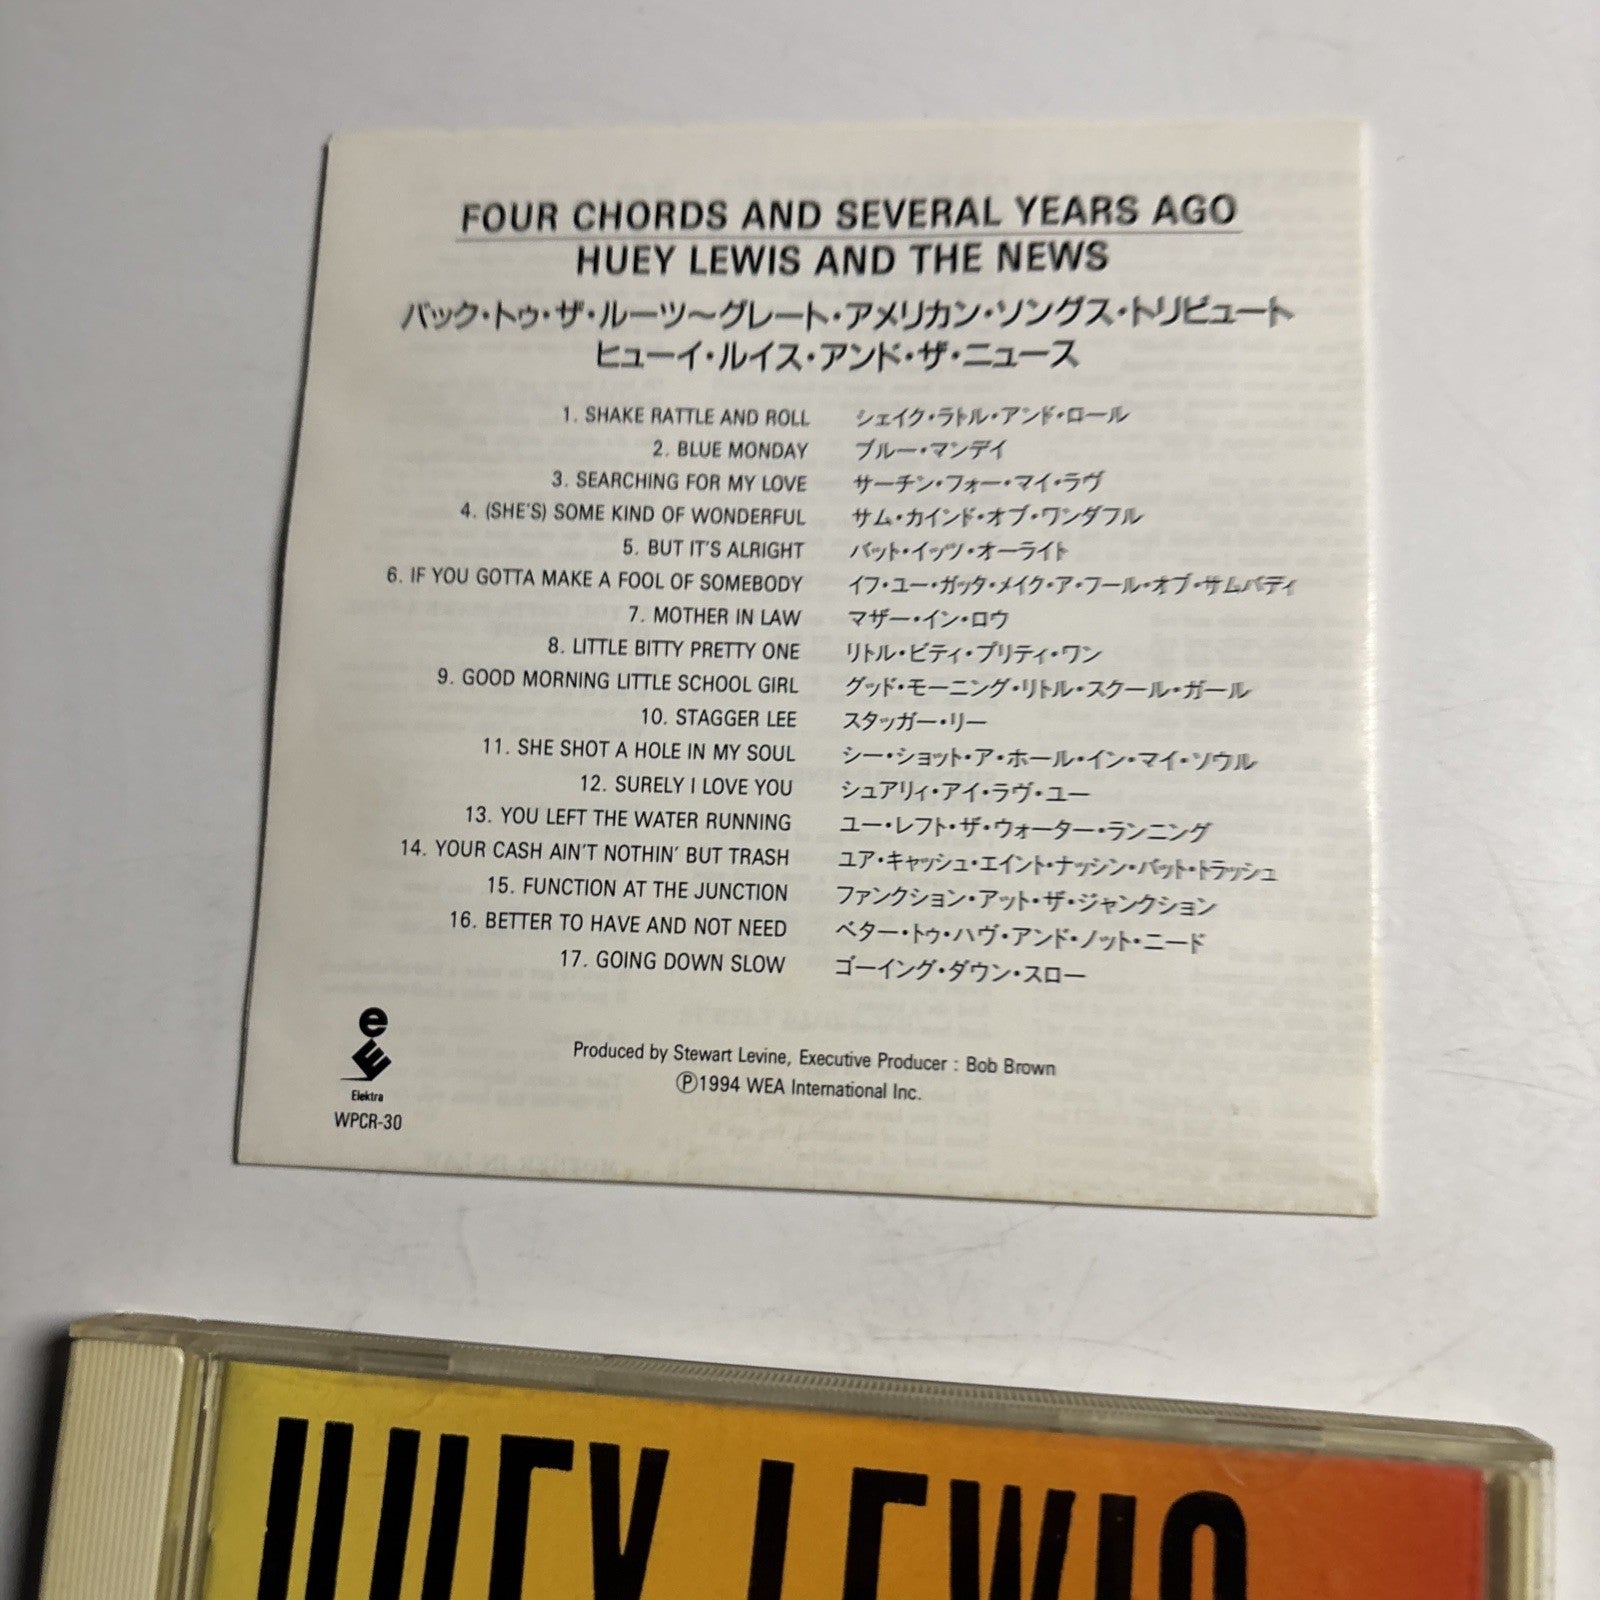 FOUR CHORDS AND SEVERAL YEARS AGO
HUEY LEWIS AND THE NEWS
バック・トゥ・ザ・ルーツ〜グレート・アメリカン・ソングス・トリビュート
ヒューイ・ルイス・アンド・ザ・ニュース
1. SHAKE RATTLE AND ROLL シェイク・ラトル・アンド・ロール
2. BLUE MONDAY ブルー・マンデイ
3. SEARCHING FOR MY LOVE サーチン・フォー・マイ・ラヴ
4. (SHE'S) SOME KIND OF WONDERFUL サム・カインド・オブ・ワンダフル
5. BUT IT'S ALRIGHT バット・イッツ・オーライト
6. IF YOU GOTTA MAKE A FOOL OF SOMEBODY イフ・ユー・ガッタ・メイク・ア・フール・オブ・サムバディ
7. MOTHER IN LAW マザー・イン・ロウ
8. LITTLE BITTY PRETTY ONE リトル・ビティ・プリティ・ワン
9. GOOD MORNING LITTLE SCHOOL GIRL グッド・モーニング・リトル・スクール・ガール
10. STAGGER LEE スタッガー・リー
11. SHE SHOT A HOLE IN MY SOUL シー・ショット・ア・ホール・イン・マイ・ソウル
12. SURELY I LOVE YOU シュアリィ・アイ・ラヴ・ユー
13. YOU LEFT THE WATER RUNNING ユー・レフト・ザ・ウォーター・ランニング
14. YOUR CASH AIN'T NOTHIN' BUT TRASH ユア・キャッシュ・エイント・ナッシン・バット・トラッシュ
15. FUNCTION AT THE JUNCTION ファンクション・アット・ザ・ジャンクション
16. BETTER TO HAVE AND NOT NEED ベター・トゥ・ハヴ・アンド・ノット・ニード
17. GOING DOWN SLOW ゴーイング・ダウン・スロー
e
E
Elektra
WPCR-30
Produced by Stewart Levine, Executive Producer : Bob Brown
Ⓟ1994 WEA International Inc.
HUEY LEWIS